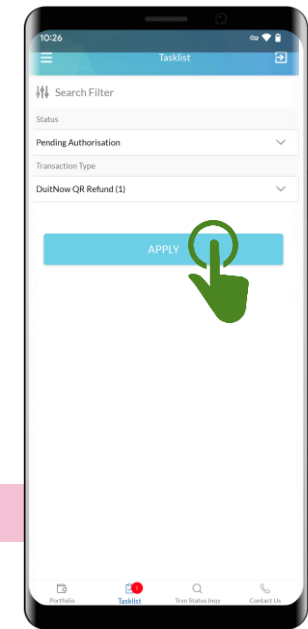 10:26
Tasklist
Search Filter
Status
Pending Authorisation
Transaction Type
DuitNow QR Refund (1)
APPLY
1
Portfolio
Tasklist
Trxn Status Inqy
Contact Us